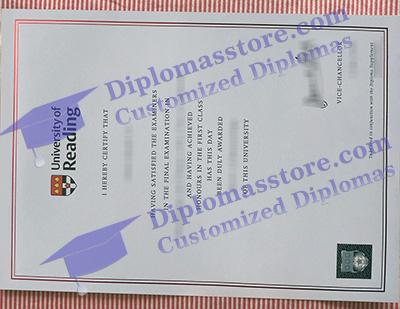 University of
Reading
I HEREBY CERTIFY THAT
HAVING SATISFIED THE EXAMINERS
IN THE FINAL EXAMINATION IN
AND HAVING ACHIEVED
HONOURS IN THE FIRST CLASS
HAS THIS DAY
BEEN DULY AWARDED
OF THIS UNIVERSITY
VICE-CHANCELLOR
To be read in conjunction with the Diploma Supplement
Diplomasstore.com
Customized Diplomas
Diplomasstore.com
Customized Diplomas